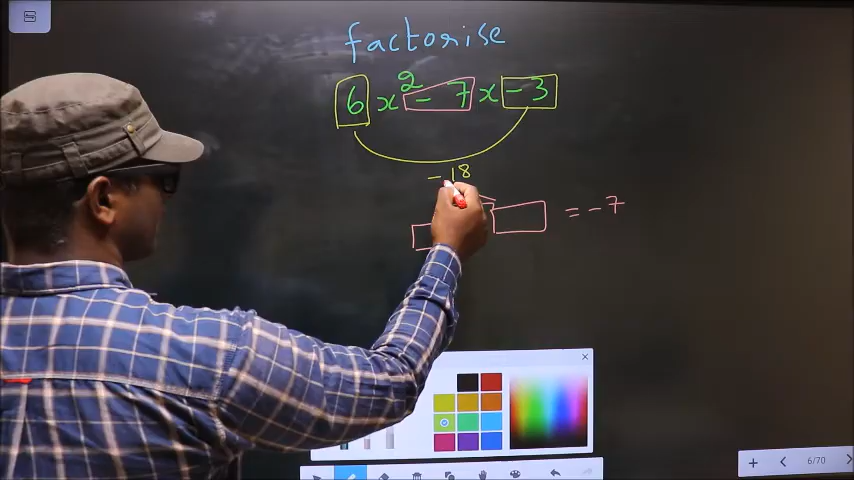 factorise
6x² - 7x - 3
- 18
= - 7
6/70